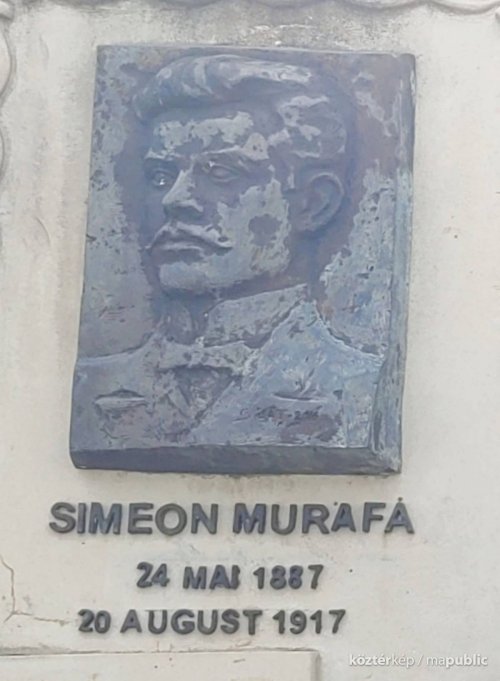 SIMEON MURAFA
24 MAI 1887
20 AUGUST 1917
köztérkép / mapublic